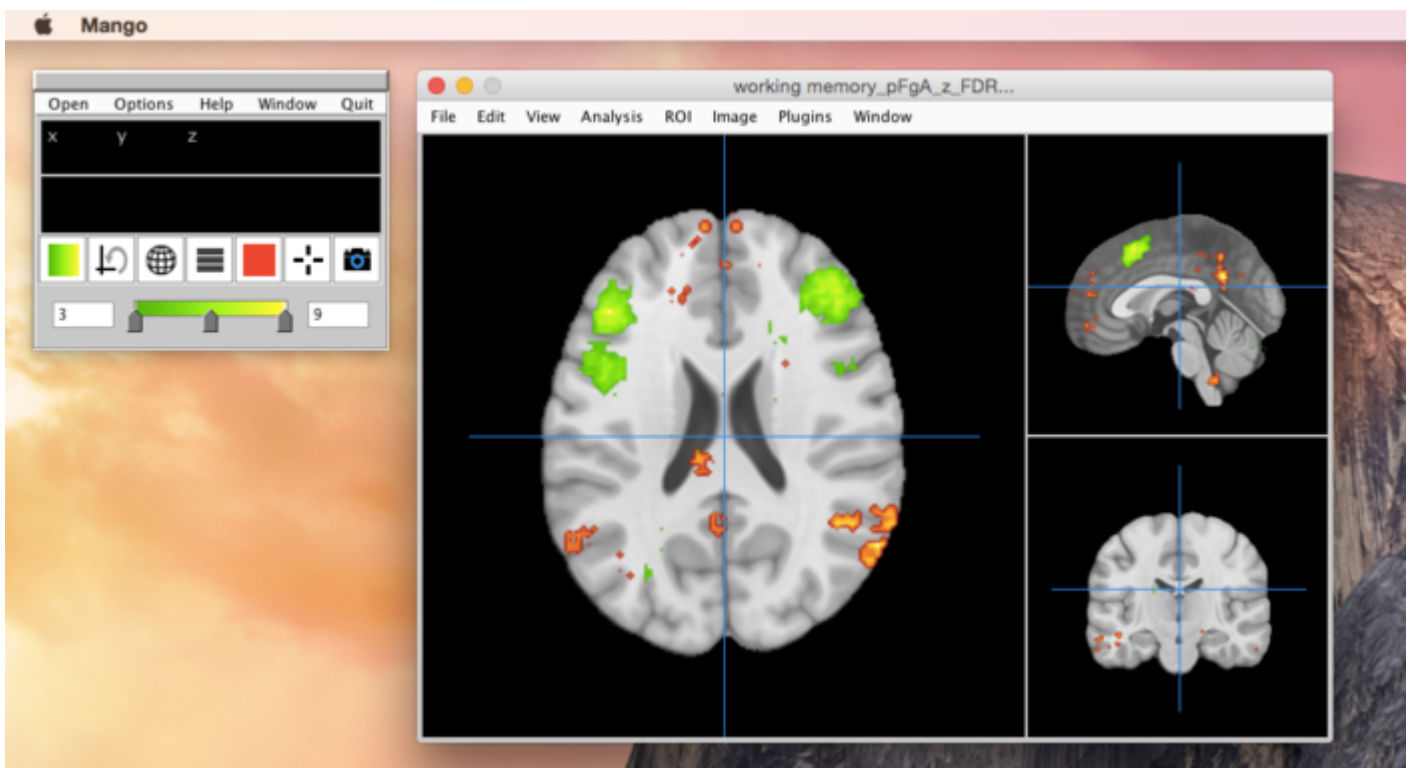 Mango
Open Options Help Window Quit
x y z
3 9
working memory_pFgA_z_FDR...
File Edit View Analysis ROI Image Plugins Window